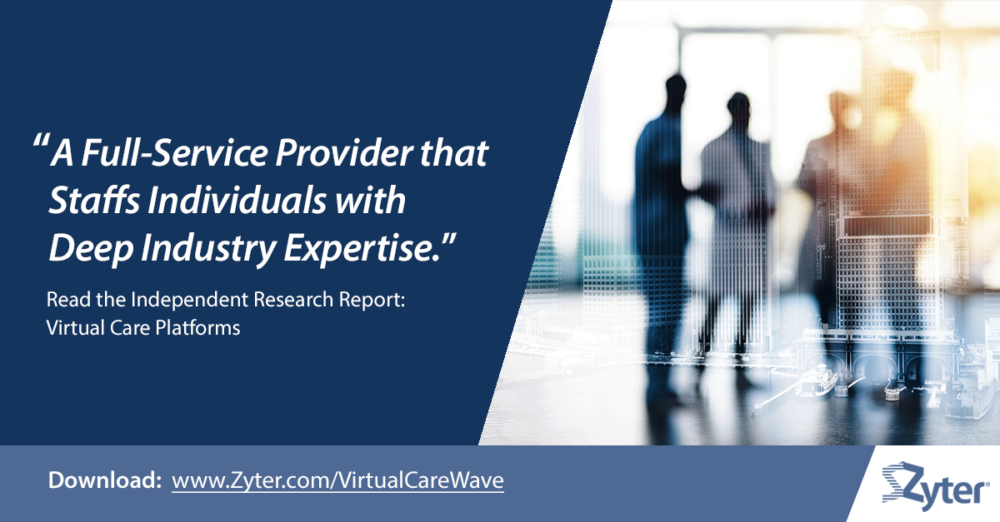 “A Full-Service Provider that
Staffs Individuals with
Deep Industry Expertise.”
Read the Independent Research Report:
Virtual Care Platforms
Download: www.Zyter.com/VirtualCareWave
Zyter®